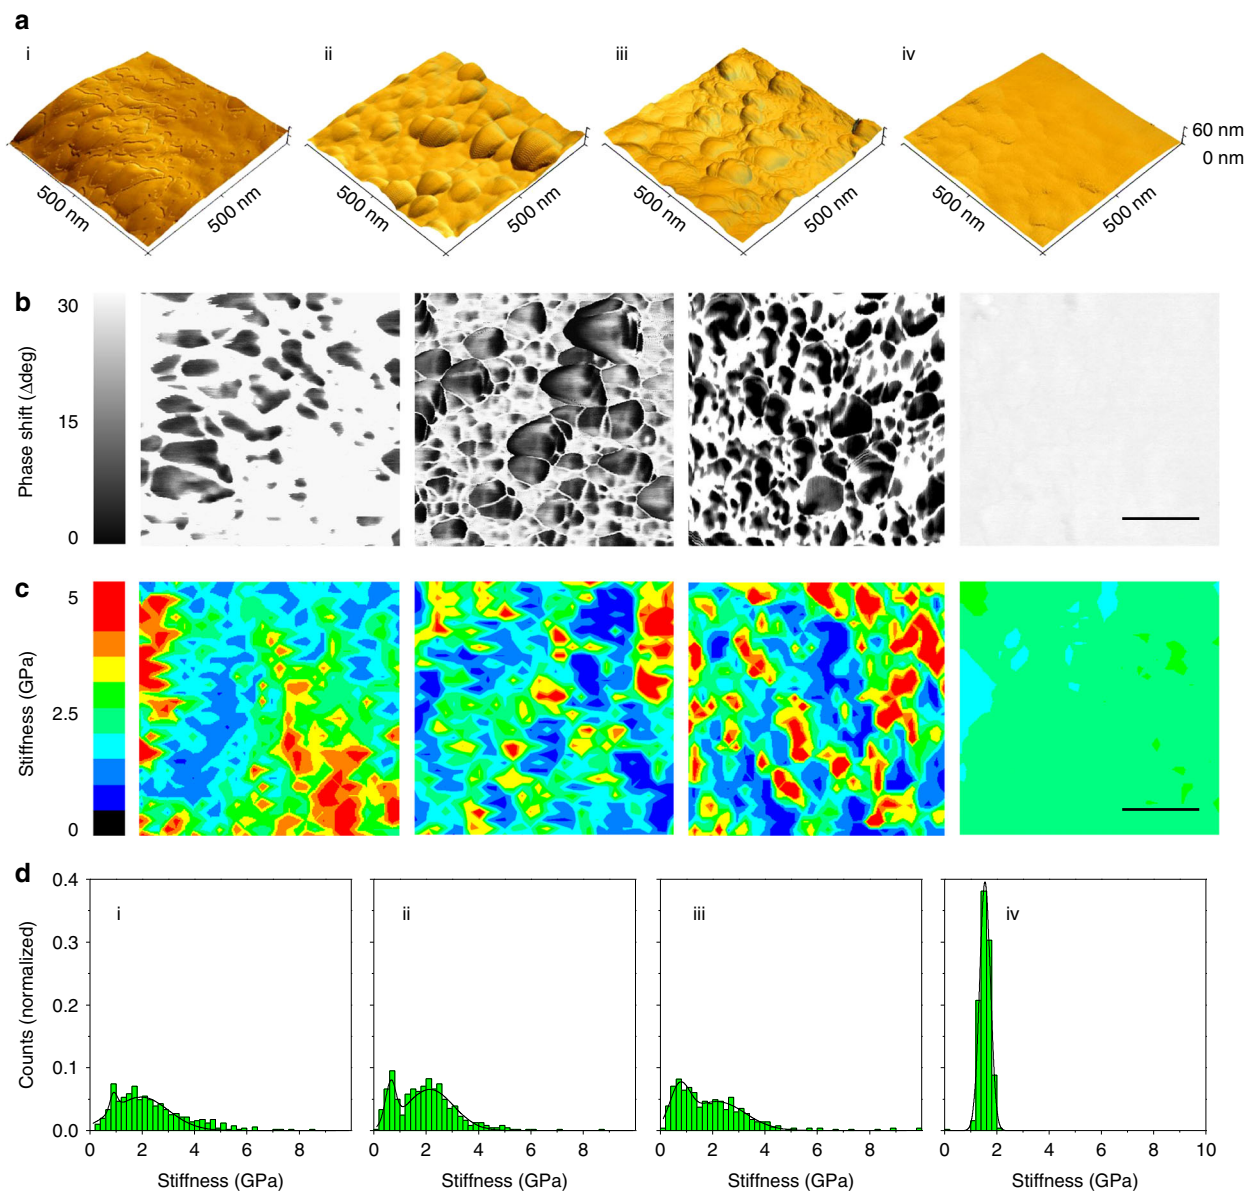 a
i
ii
iii
iv
60 nm
0 nm
500 nm
500 nm
500 nm
500 nm
500 nm
500 nm
500 nm
500 nm
b
30
15
0
Phase shift (Δdeg)
c
5
2.5
0
Stiffness (GPa)
d
0.4
0.3
0.2
0.1
0.0
Counts (normalized)
i
ii
iii
iv
0 2 4 6 8
0 2 4 6 8
0 2 4 6 8
0 2 4 6 8 10
Stiffness (GPa)
Stiffness (GPa)
Stiffness (GPa)
Stiffness (GPa)